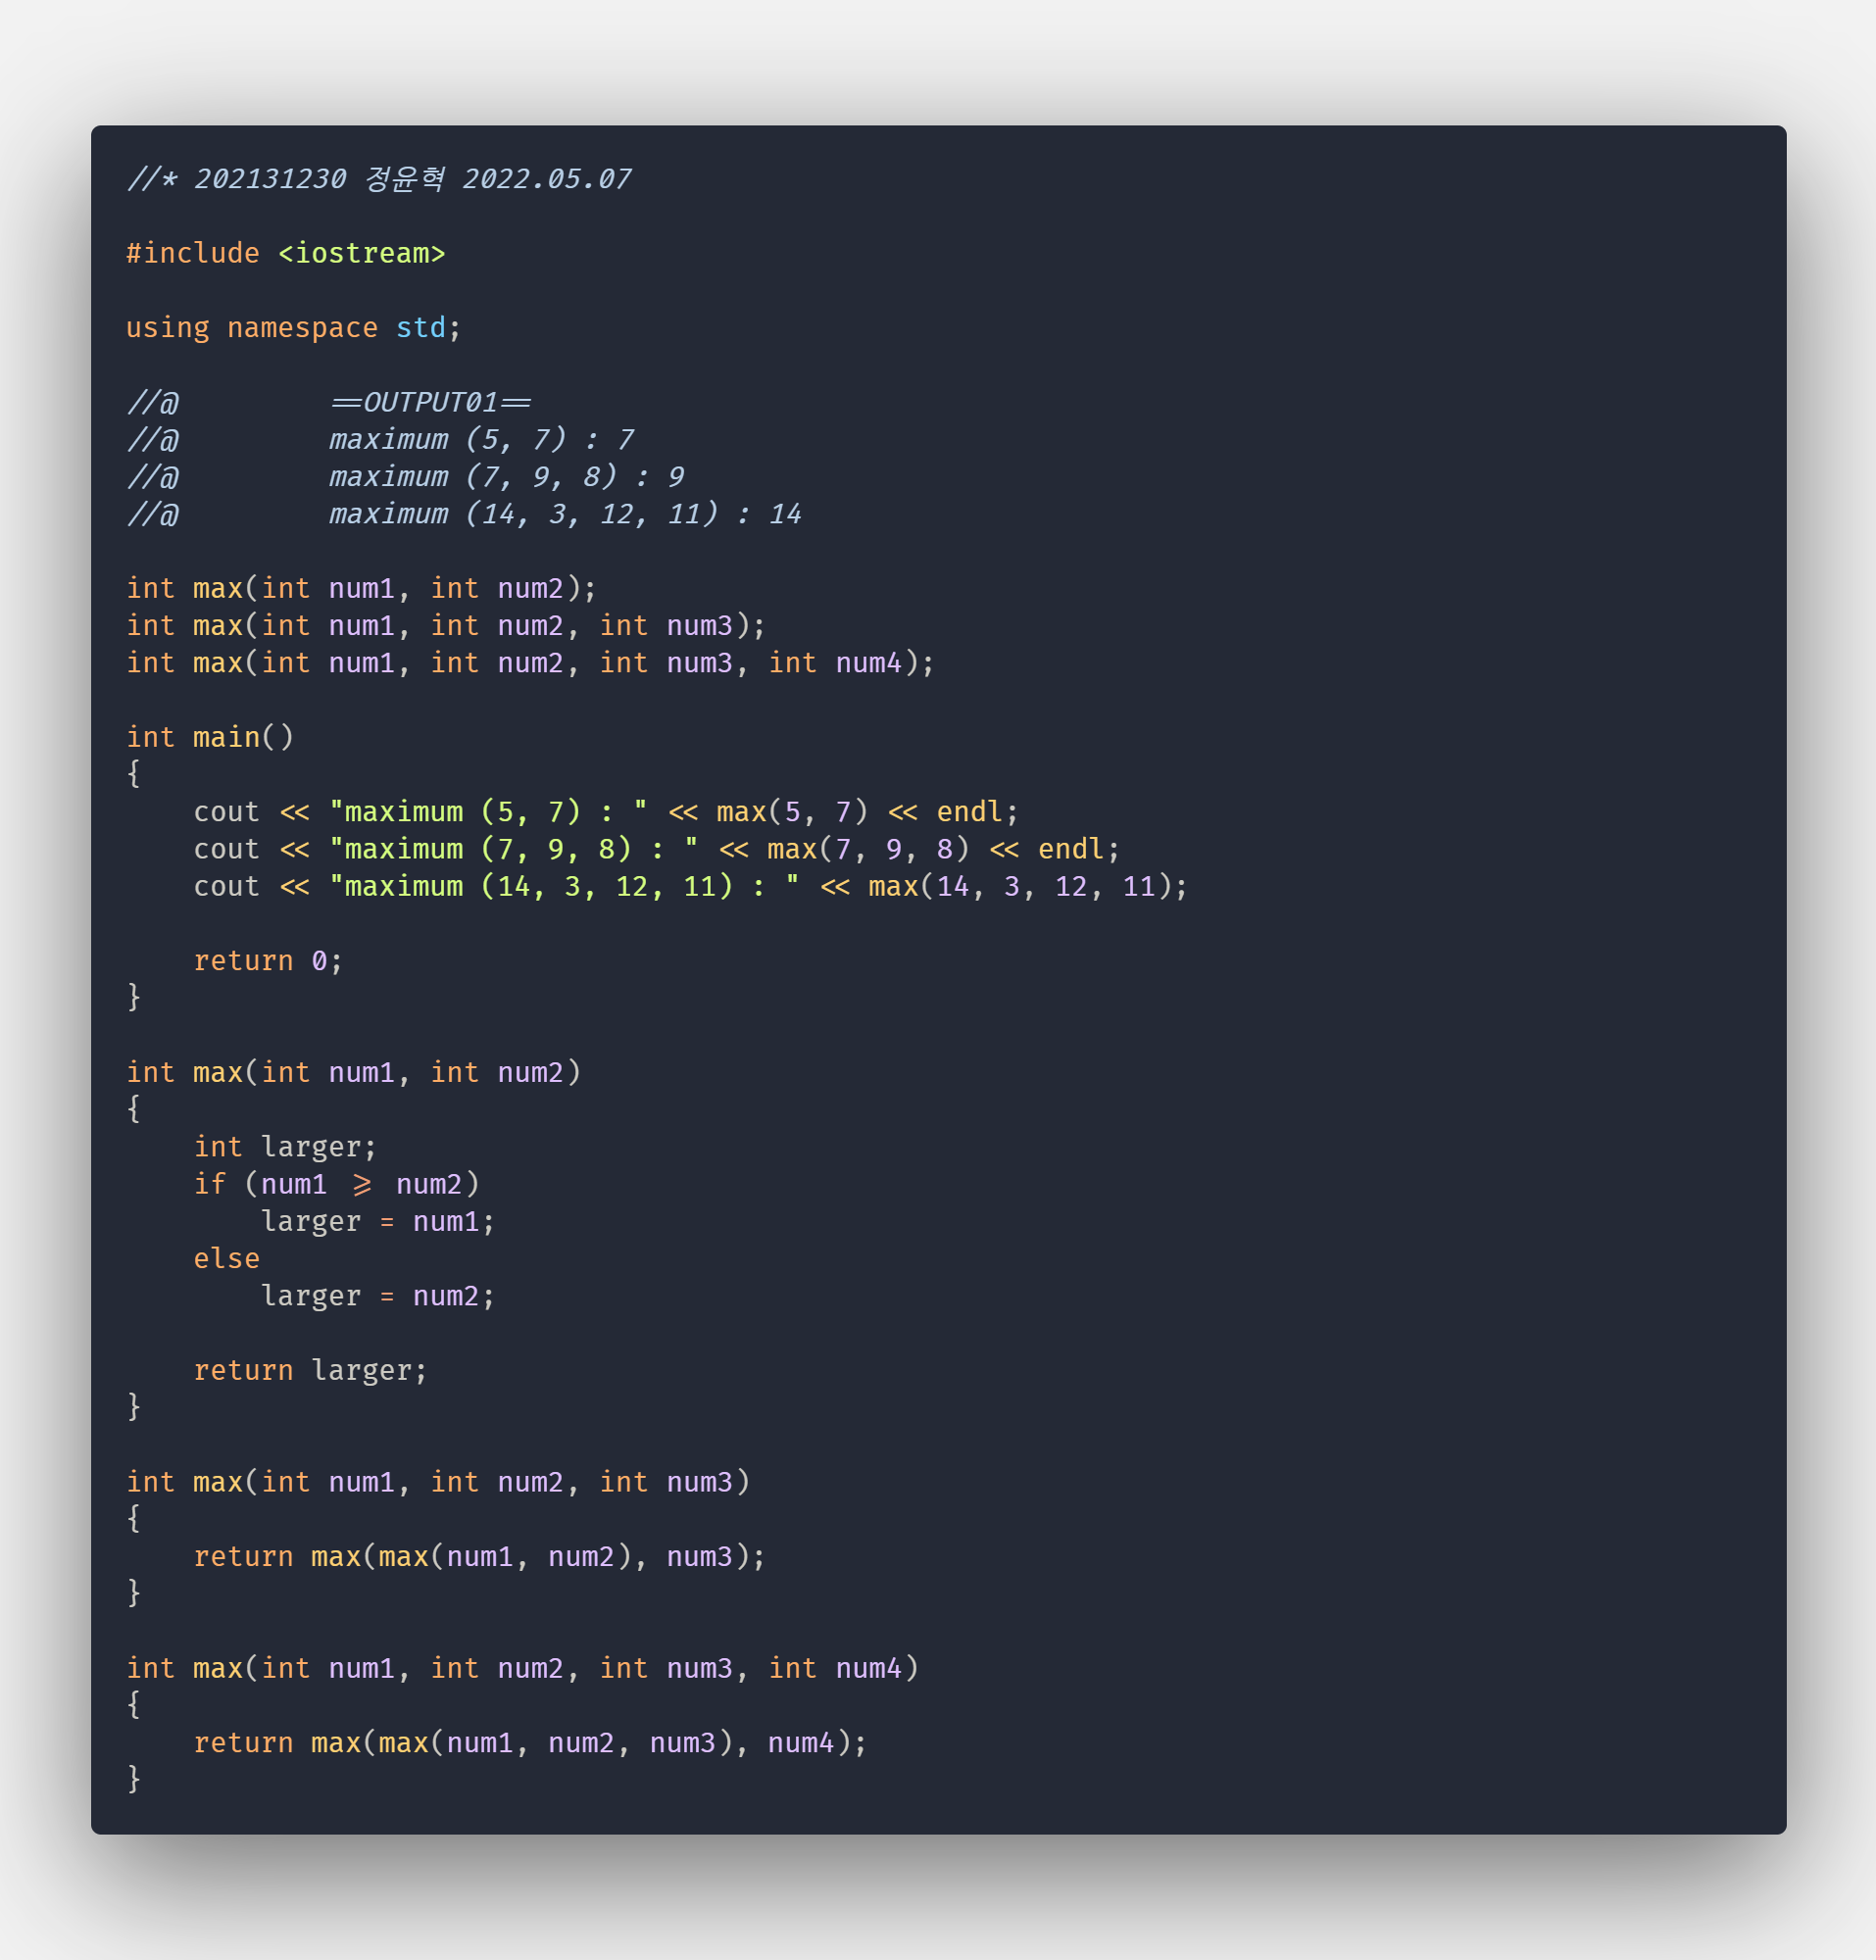 //* 202131230 정윤혁 2022.05.07
#include <iostream>
using namespace std;
//@         ==OUTPUT01==
//@         maximum (5, 7) : 7
//@         maximum (7, 9, 8) : 9
//@         maximum (14, 3, 12, 11) : 14
int max(int num1, int num2);
int max(int num1, int num2, int num3);
int max(int num1, int num2, int num3, int num4);
int main()
{
    cout << "maximum (5, 7) : " << max(5, 7) << endl;
    cout << "maximum (7, 9, 8) : " << max(7, 9, 8) << endl;
    cout << "maximum (14, 3, 12, 11) : " << max(14, 3, 12, 11);
    return 0;
}
int max(int num1, int num2)
{
    int larger;
    if (num1 >= num2)
        larger = num1;
    else
        larger = num2;
    return larger;
}
int max(int num1, int num2, int num3)
{
    return max(max(num1, num2), num3);
}
int max(int num1, int num2, int num3, int num4)
{
    return max(max(num1, num2, num3), num4);
}